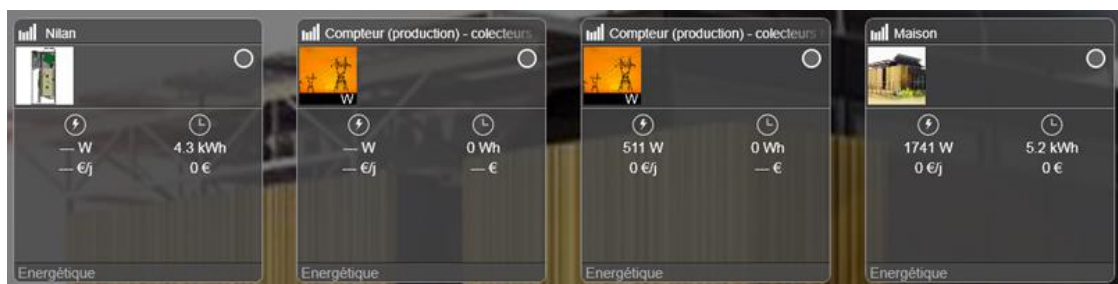 Nilan
W
--- W 4.3 kWh
--- €/j 0 €
Energétique
Compteur (production) - colecteurs
W
--- W 0 Wh
--- €/j --- €
Energétique
Compteur (production) - colecteurs
W
511 W 0 Wh
0 €/j --- €
Energétique
Maison
1741 W 5.2 kWh
0 €/j 0 €
Energétique